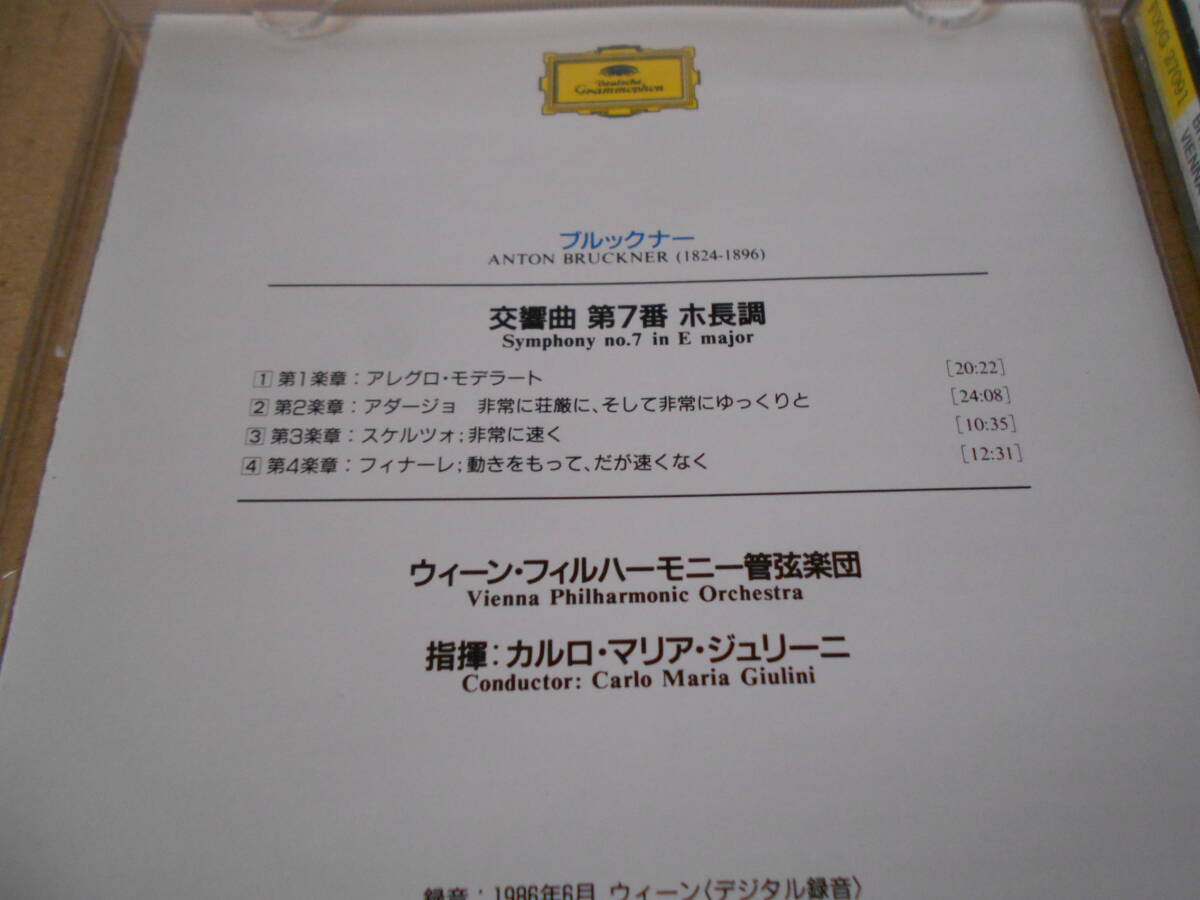 Deutsche
Grammophon
ブルックナー
ANTON BRUCKNER (1824-1896)
交響曲 第7番 ホ長調
Symphony no.7 in E major
1 第1楽章：アレグロ・モデラート [20:22]
2 第2楽章：アダージョ 非常に荘厳に、そして非常にゆっくりと [24:08]
3 第3楽章：スケルツォ；非常に速く [10:35]
4 第4楽章：フィナーレ；動きをもって、だが速くなく [12:31]
ウィーン・フィルハーモニー管弦楽団
Vienna Philharmonic Orchestra
指揮：カルロ・マリア・ジュリーニ
Conductor: Carlo Maria Giulini
録音：1986年6月 ウィーン〈デジタル録音〉
VIENNA